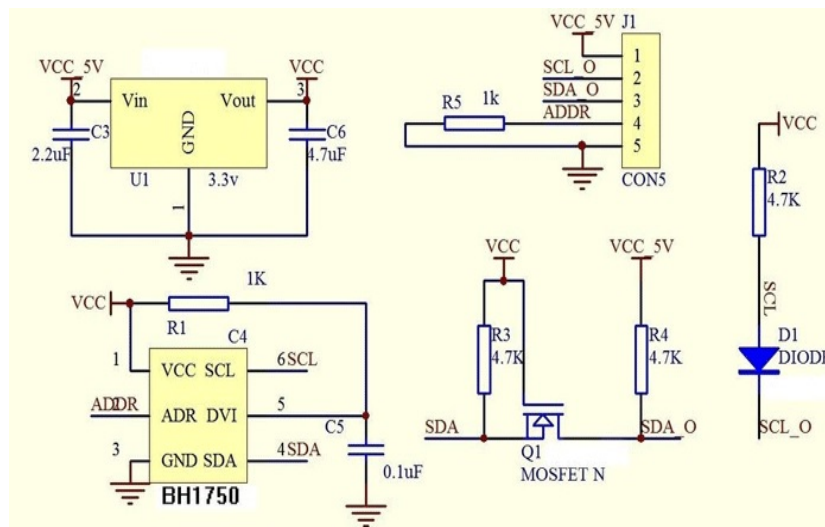 VCC_5V
2
Vin
Vout
3
VCC
GND
C3
2.2uF
C6
4.7uF
U1
3.3v
1
VCC_5V
J1
1
SCL_O
2
SDA_O
3
R5
1k
ADDR
4
5
CON5
VCC
R2
4.7K
SCL
D1
DIODE
SCL_O
VCC
R1
1K
C4
1
VCC
SCL
6
SCL
ADDR
2
ADR
DVI
5
3
GND
SDA
4
SDA
BH1750
C5
0.1uF
VCC
VCC_5V
R3
4.7K
R4
4.7K
SDA
SDA_O
Q1
MOSFET N